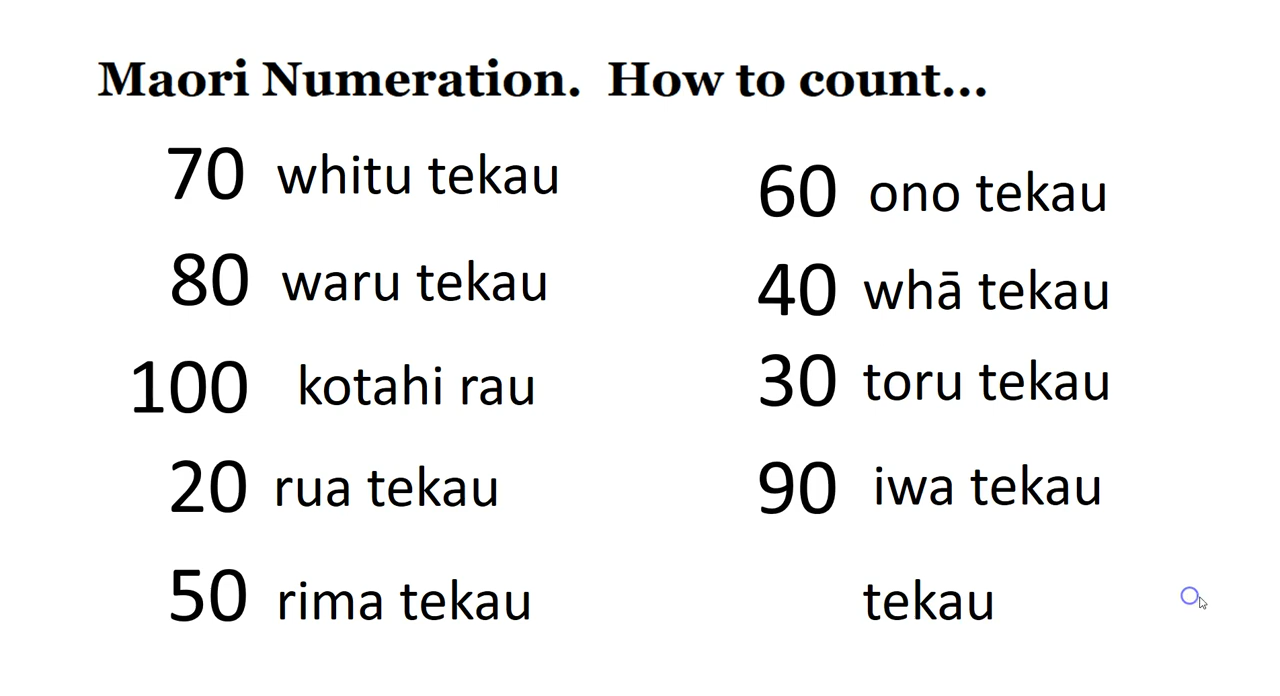 Maori Numeration. How to count...
70 whitu tekau
80 waru tekau
100 kotahi rau
20 rua tekau
50 rima tekau
60 ono tekau
40 whā tekau
30 toru tekau
90 iwa tekau
tekau